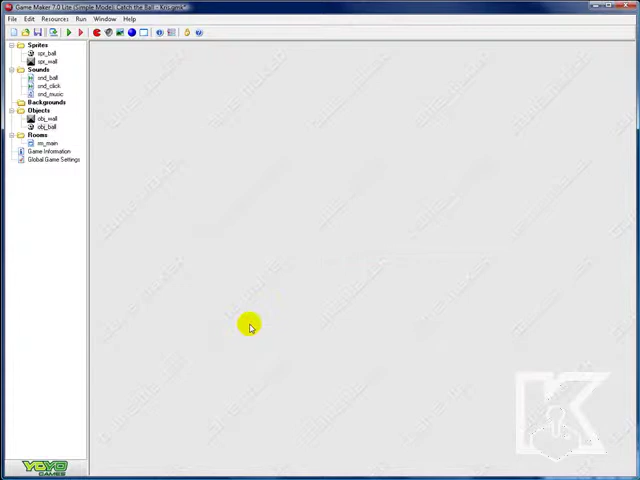 Game Maker 7.0 Lite (Simple Mode) Catch the Ball - Krisignis*
File Edit Resources Run Window Help
Sprites
spr_ball
spr_wall
Sounds
snd_ball
snd_click
snd_music
Backgrounds
Objects
obj_wall
obj_ball
Rooms
rm_main
Game Information
Global Game Settings
YOYO
GAMES
K